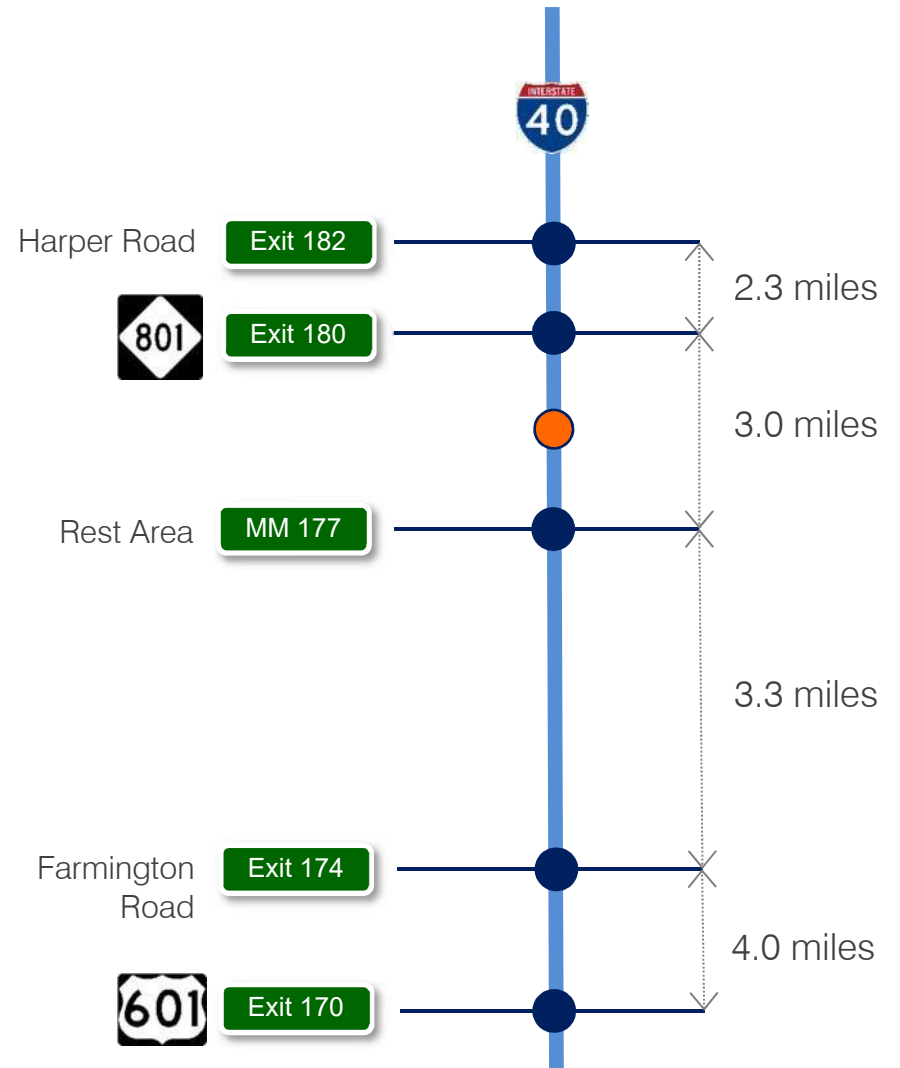 INTERSTATE
40
Harper Road
Exit 182
2.3 miles
801
Exit 180
3.0 miles
Rest Area
MM 177
3.3 miles
Farmington
Road
Exit 174
4.0 miles
601
Exit 170